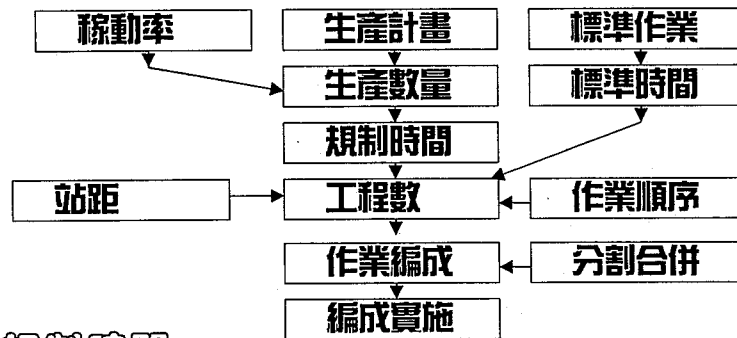 稼動率
生產計畫
標準作業
生產數量
標準時間
規制時間
站距
工程數
作業順序
作業編成
分割合併
編成實施